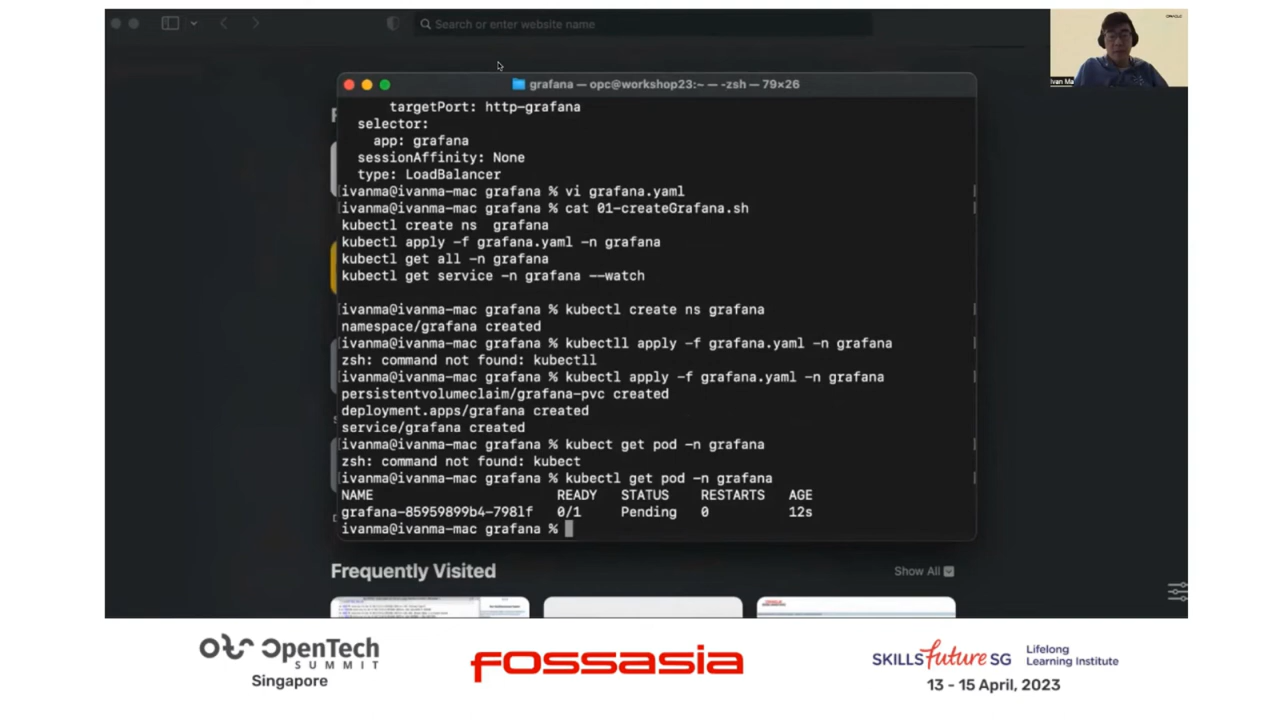 Search or enter website name
ORACLE
Ivan Ma
grafana — opc@workshop23:~ — -zsh — 79×26
targetPort: http-grafana
selector:
app: grafana
sessionAffinity: None
type: LoadBalancer
ivanma@ivanma-mac grafana % vi grafana.yaml
ivanma@ivanma-mac grafana % cat 01-createGrafana.sh
kubectl create ns  grafana
kubectl apply -f grafana.yaml -n grafana
kubectl get all -n grafana
kubectl get service -n grafana --watch
ivanma@ivanma-mac grafana % kubectl create ns grafana
namespace/grafana created
ivanma@ivanma-mac grafana % kubectll apply -f grafana.yaml -n grafana
zsh: command not found: kubectll
ivanma@ivanma-mac grafana % kubectl apply -f grafana.yaml -n grafana
persistentvolumeclaim/grafana-pvc created
deployment.apps/grafana created
service/grafana created
ivanma@ivanma-mac grafana % kubect get pod -n grafana
zsh: command not found: kubect
ivanma@ivanma-mac grafana % kubectl get pod -n grafana
NAME READY STATUS RESTARTS AGE
grafana-85959899b4-798lf 0/1 Pending 0 12s
ivanma@ivanma-mac grafana %
Frequently Visited
Show All
OpenTech
SUMMIT
Singapore
FOSSASIA
SKILLS future SG
Lifelong
Learning Institute
13 - 15 April, 2023